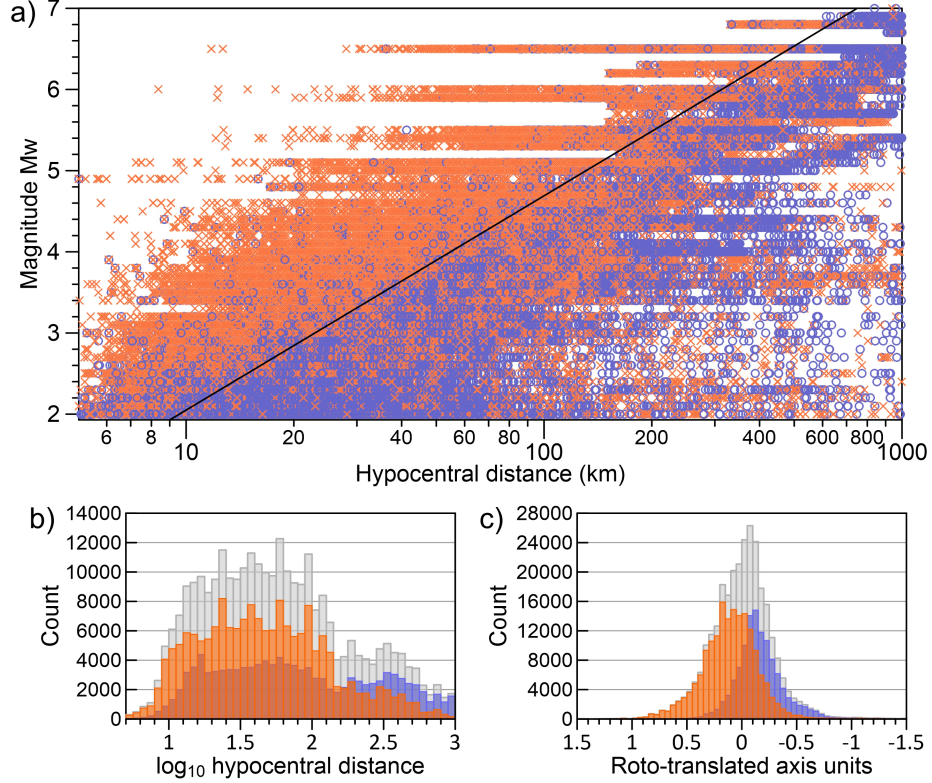 a)
7
6
5
4
3
2
Magnitude Mw
6 8 20 40 60 80 200 400 600 800
10 100 1000
Hypocentral distance (km)
b)
14000
12000
10000
8000
6000
4000
2000
0
Count
1 1.5 2 2.5 3
log₁₀ hypocentral distance
c)
28000
24000
20000
16000
12000
8000
4000
0
Count
1.5 1 0.5 0 -0.5 -1 -1.5
Roto-translated axis units